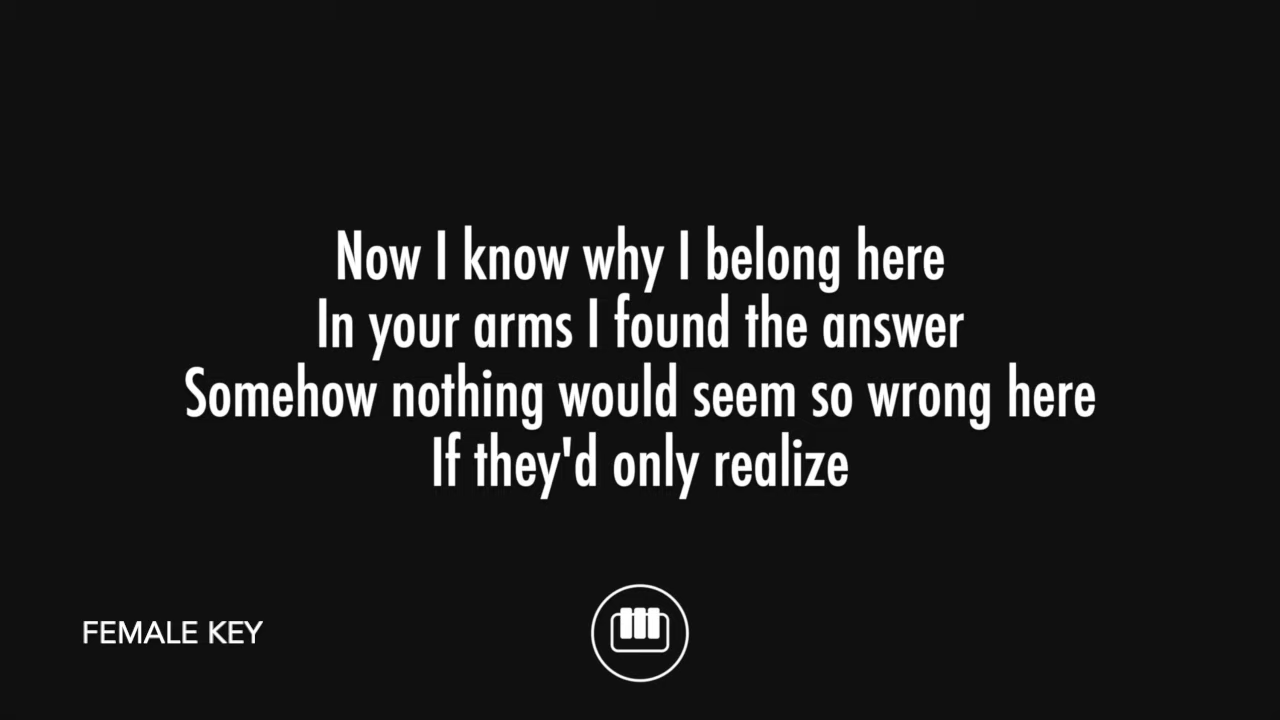 Now I know why I belong here
In your arms I found the answer
Somehow nothing would seem so wrong here
If they'd only realize
FEMALE KEY